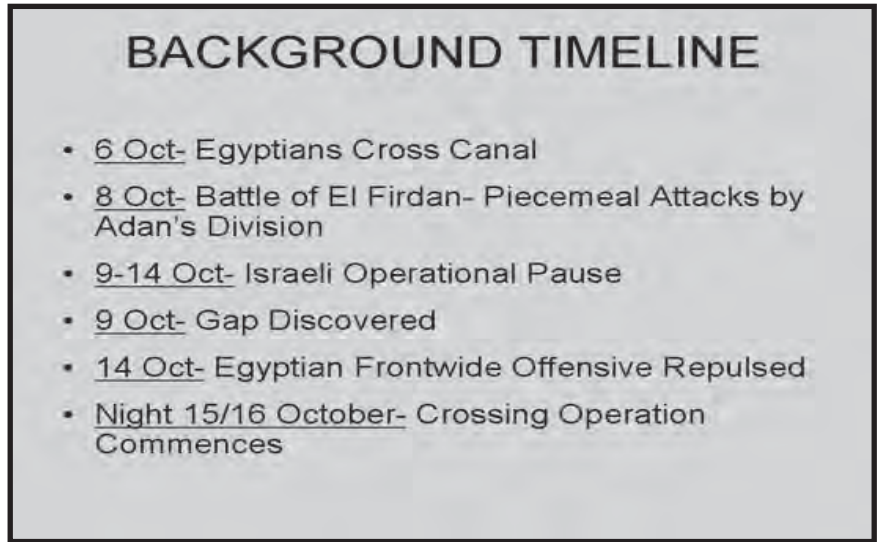 BACKGROUND TIMELINE
• 6 Oct- Egyptians Cross Canal
• 8 Oct- Battle of El Firdan- Piecemeal Attacks by
Adan's Division
• 9-14 Oct- Israeli Operational Pause
• 9 Oct- Gap Discovered
• 14 Oct- Egyptian Frontwide Offensive Repulsed
• Night 15/16 October- Crossing Operation
Commences